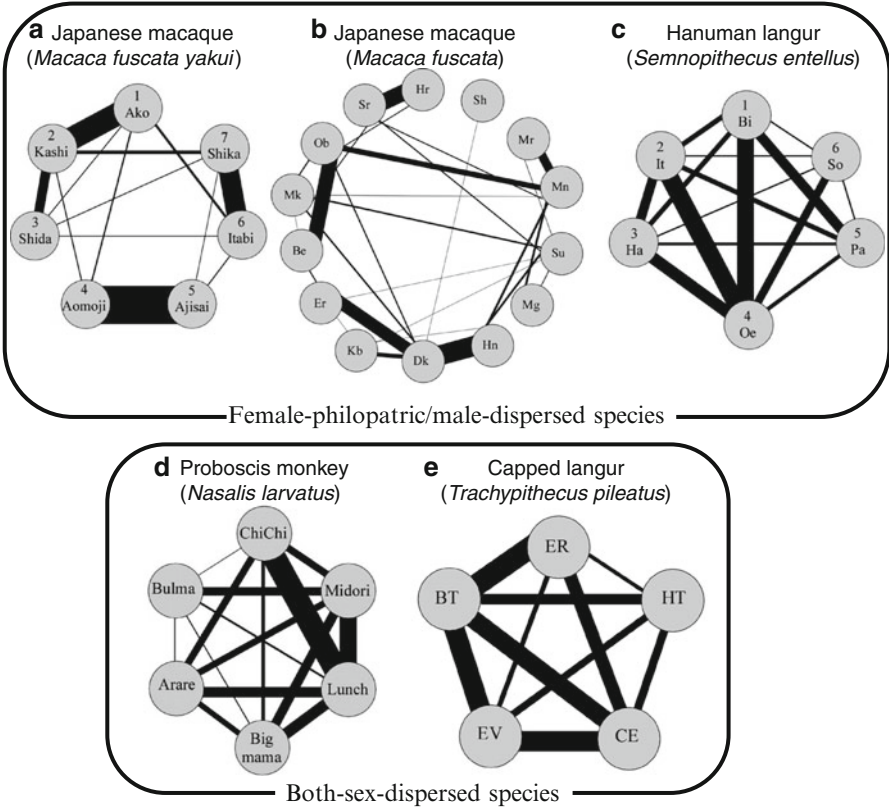 a Japanese macaque
(Macaca fuscata yakui)
1
Ako
2
Kashi
7
Shika
3
Shida
6
Itabi
4
Aomoji
5
Ajisai
b Japanese macaque
(Macaca fuscata)
Hr
Sr
Sh
Ob
Mr
Mk
Mn
Be
Su
Er
Mg
Kb
Dk
Hn
c Hanuman langur
(Semnopithecus entellus)
1
Bi
2
It
6
So
3
Ha
5
Pa
4
Oe
Female-philopatric/male-dispersed species
d Proboscis monkey
(Nasalis larvatus)
ChiChi
Bulma
Midori
Arare
Lunch
Big
mama
e Capped langur
(Trachypithecus pileatus)
ER
BT
HT
EV
CE
Both-sex-dispersed species